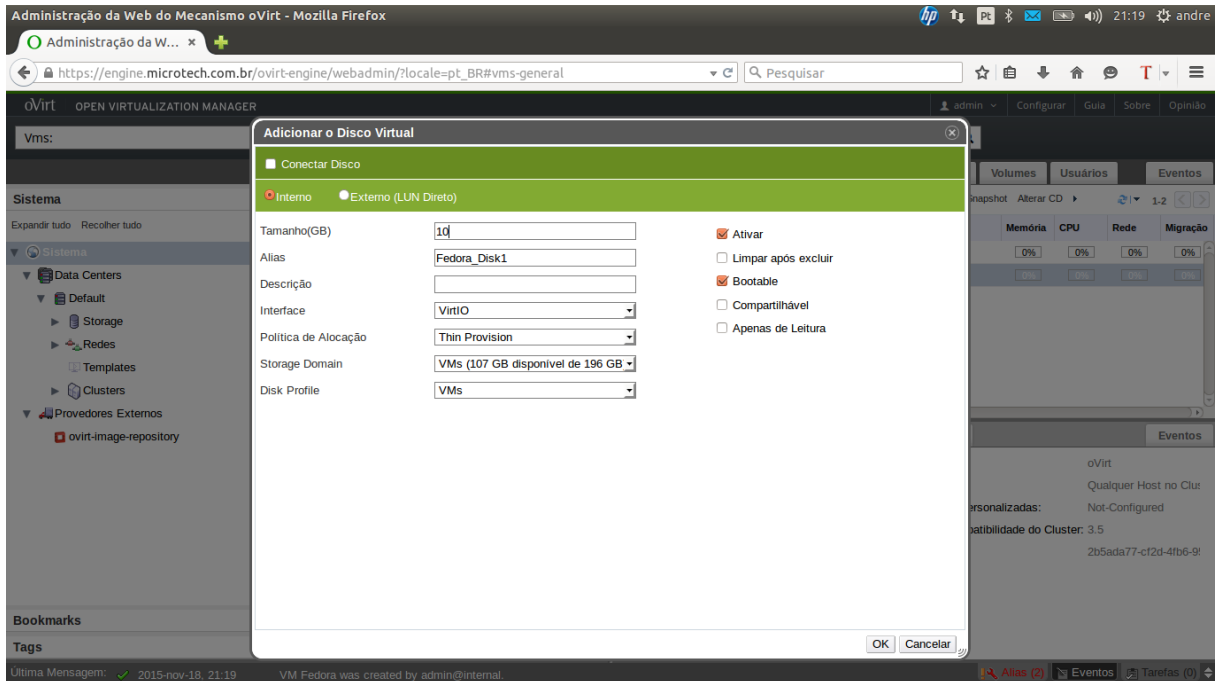 Administração da Web do Mecanismo oVirt - Mozilla Firefox
hp Pt 21:19 andre
Administração da W... ×
https://engine.microtech.com.br/ovirt-engine/webadmin/?locale=pt_BR#vms-general Pesquisar
oVirt OPEN VIRTUALIZATION MANAGER admin Configurar Guia Sobre Opinião
Vms:
Adicionar o Disco Virtual
Conectar Disco
Volumes Usuários Eventos
Sistema
Interno Externo (LUN Direto)
napshot Alterar CD 1-2
Expandir tudo Recolher tudo
Memória CPU Rede Migração
Tamanho(GB) 10 Ativar
Sistema
0% 0% 0% 0%
Alias Fedora_Disk1 Limpar após excluir
Data Centers
0% 0% 0% 0%
Descrição Bootable
Default
Interface VirtIO Compartilhável
Storage
Política de Alocação Thin Provision Apenas de Leitura
Redes
Storage Domain VMs (107 GB disponível de 196 GB
Templates
Disk Profile VMs
Clusters
Provedores Externos
ovirt-image-repository
Eventos
oVirt
Qualquer Host no Clus
ersonalizadas: Not-Configured
patibilidade do Cluster: 3.5
2b5ada77-cf2d-4fb6-9
Bookmarks
OK Cancelar
Tags
Última Mensagem: 2015-nov-18, 21:19 VM Fedora was created by admin@internal. Alias (2) Eventos Tarefas (0)